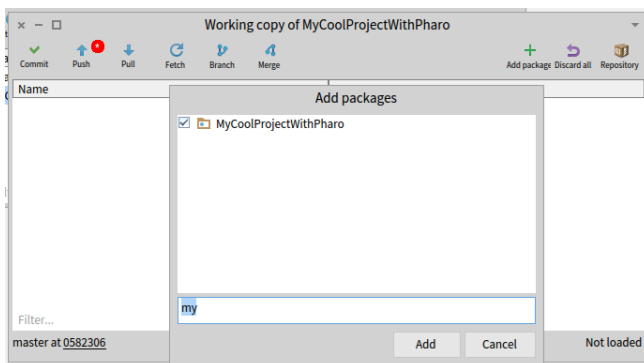 Working copy of MyCoolProjectWithPharo
Commit Push Pull Fetch Branch Merge Add package Discard all Repository
Name
Add packages
MyCoolProjectWithPharo
my
Filter...
Add Cancel
master at 0582306 Not loaded